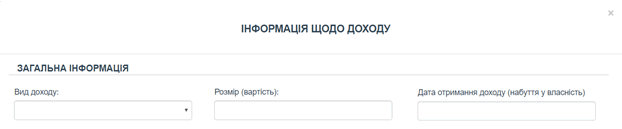 ІНФОРМАЦІЯ ЩОДО ДОХОДУ
ЗАГАЛЬНА ІНФОРМАЦІЯ
Вид доходу:
Розмір (вартість):
Дата отримання доходу (набуття у власність)